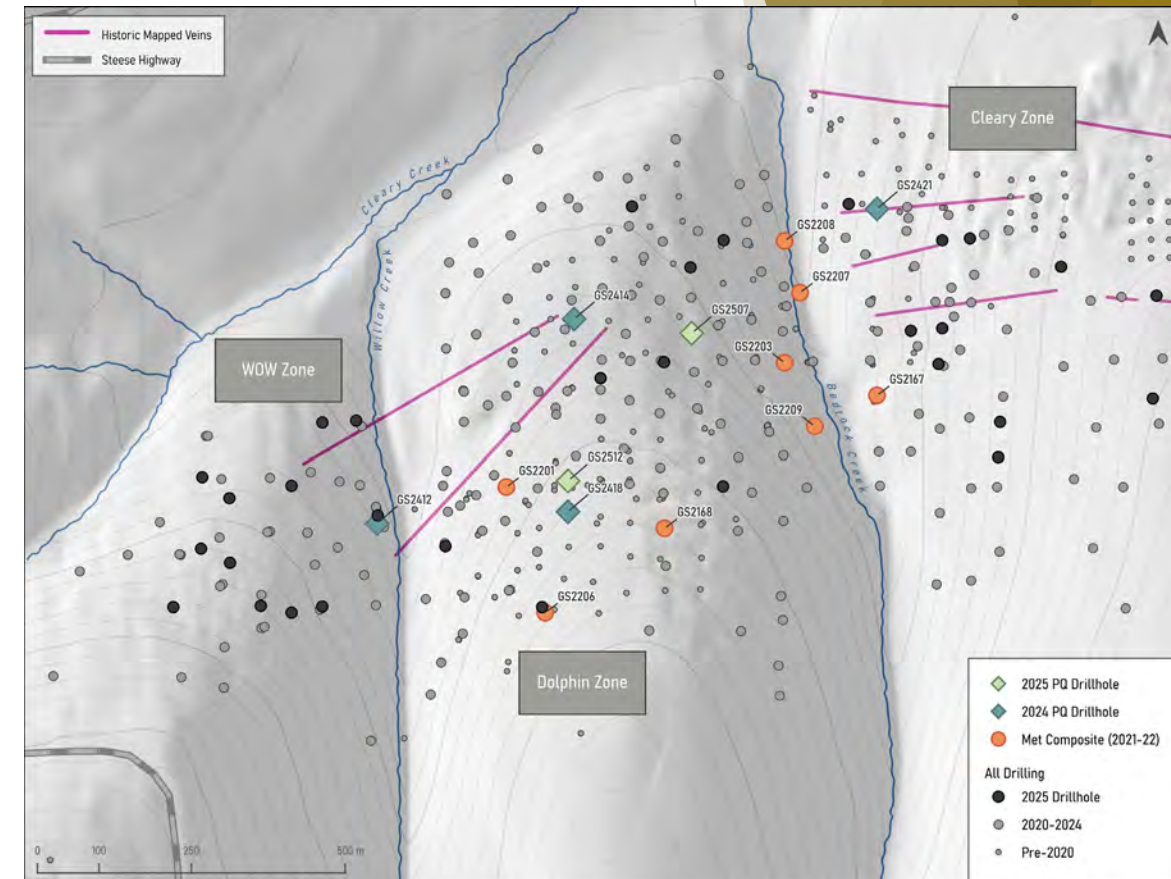 Historic Mapped Veins
Steese Highway
Cleary Zone
Cleary Creek
GS2421
GS2208
Willow Creek
GS2207
GS2414
GS2507
WOW Zone
GS2203
GS2167
Bedrock Creek
GS2209
GS2512
GS2201
GS2418
GS2412
GS2168
GS2206
Dolphin Zone
2025 PQ Drillhole
2024 PQ Drillhole
Met Composite (2021-22)
All Drilling
2025 Drillhole
2020-2024
Pre-2020
0 100 250 500 m